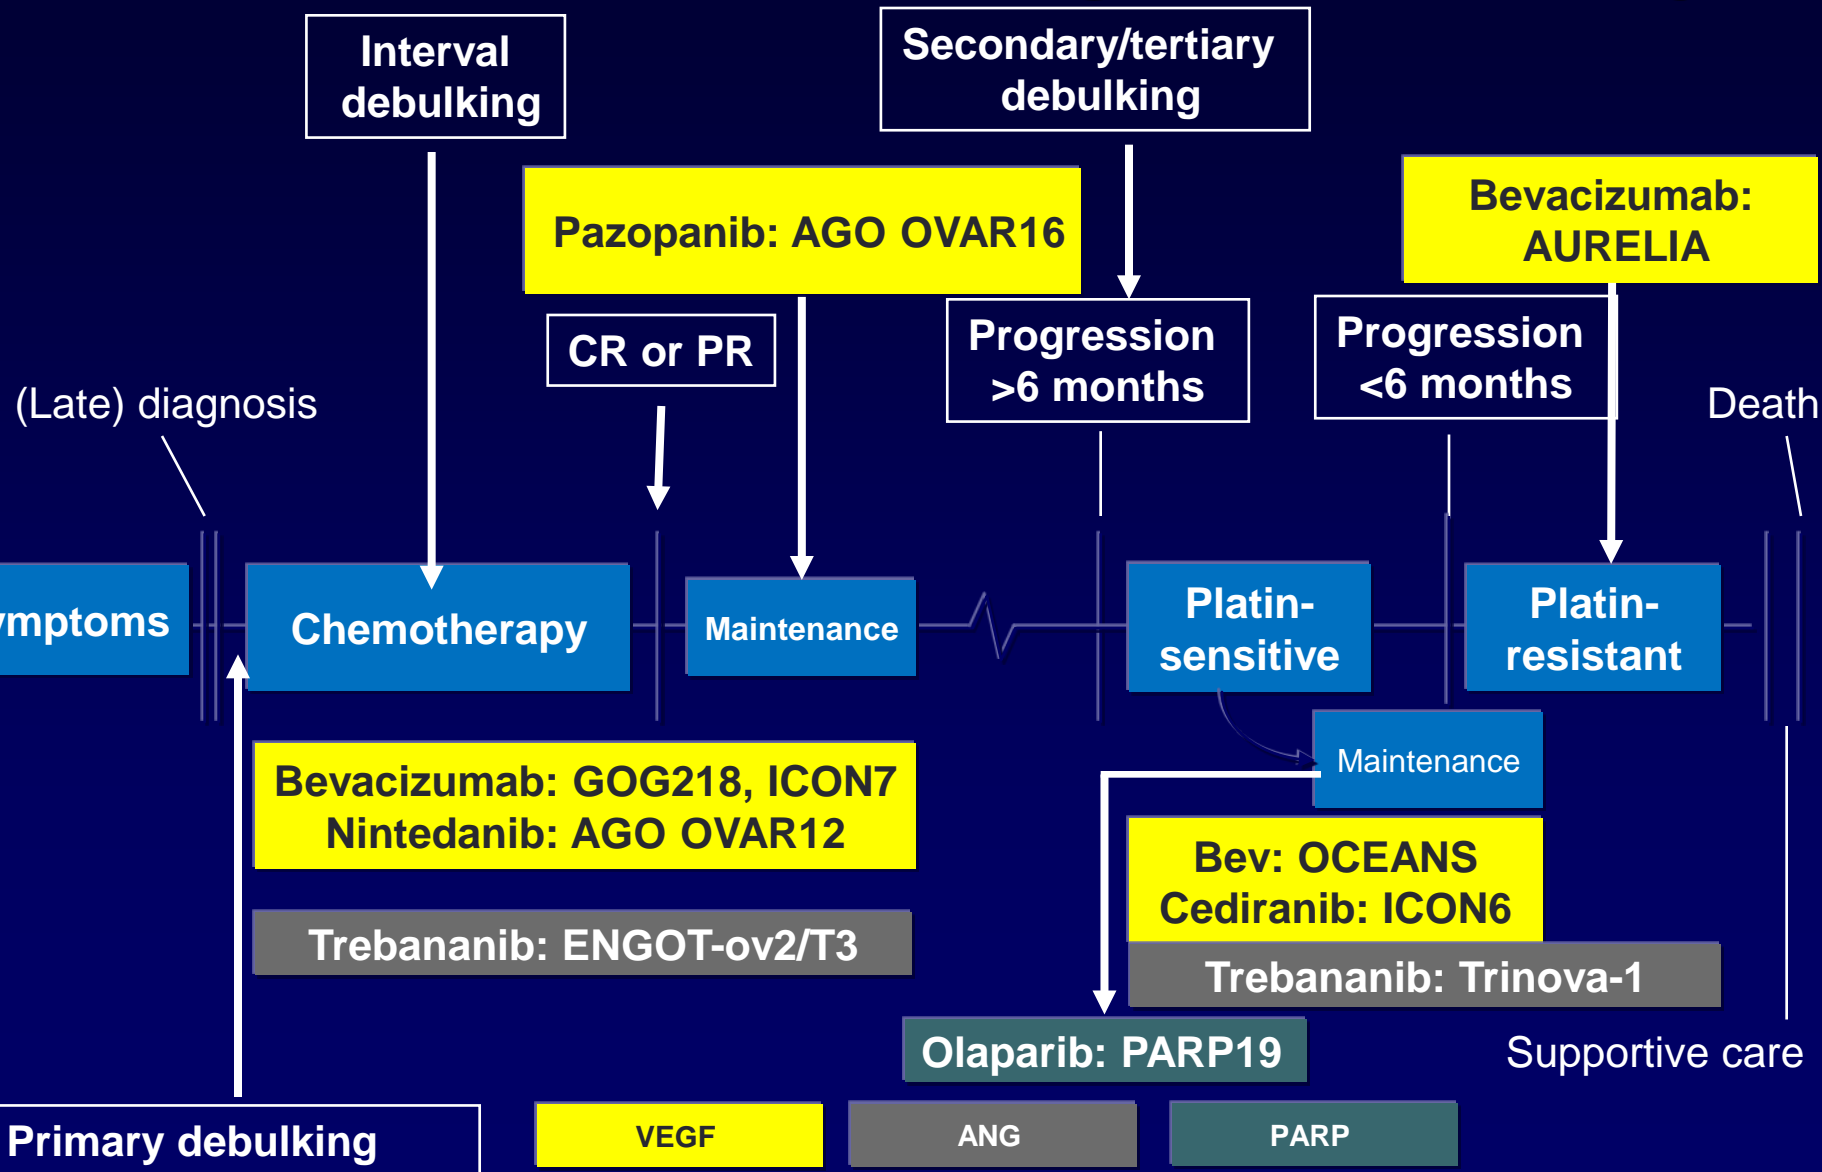 Interval
debulking
Secondary/tertiary
debulking
Pazopanib: AGO OVAR16
Bevacizumab:
AURELIA
CR or PR
Progression
>6 months
Progression
<6 months
(Late) diagnosis
Death
ymptoms
Chemotherapy
Maintenance
Platin-
sensitive
Platin-
resistant
Maintenance
Bevacizumab: GOG218, ICON7
Nintedanib: AGO OVAR12
Bev: OCEANS
Cediranib: ICON6
Trebananib: ENGOT-ov2/T3
Trebananib: Trinova-1
Olaparib: PARP19
Supportive care
Primary debulking
VEGF
ANG
PARP